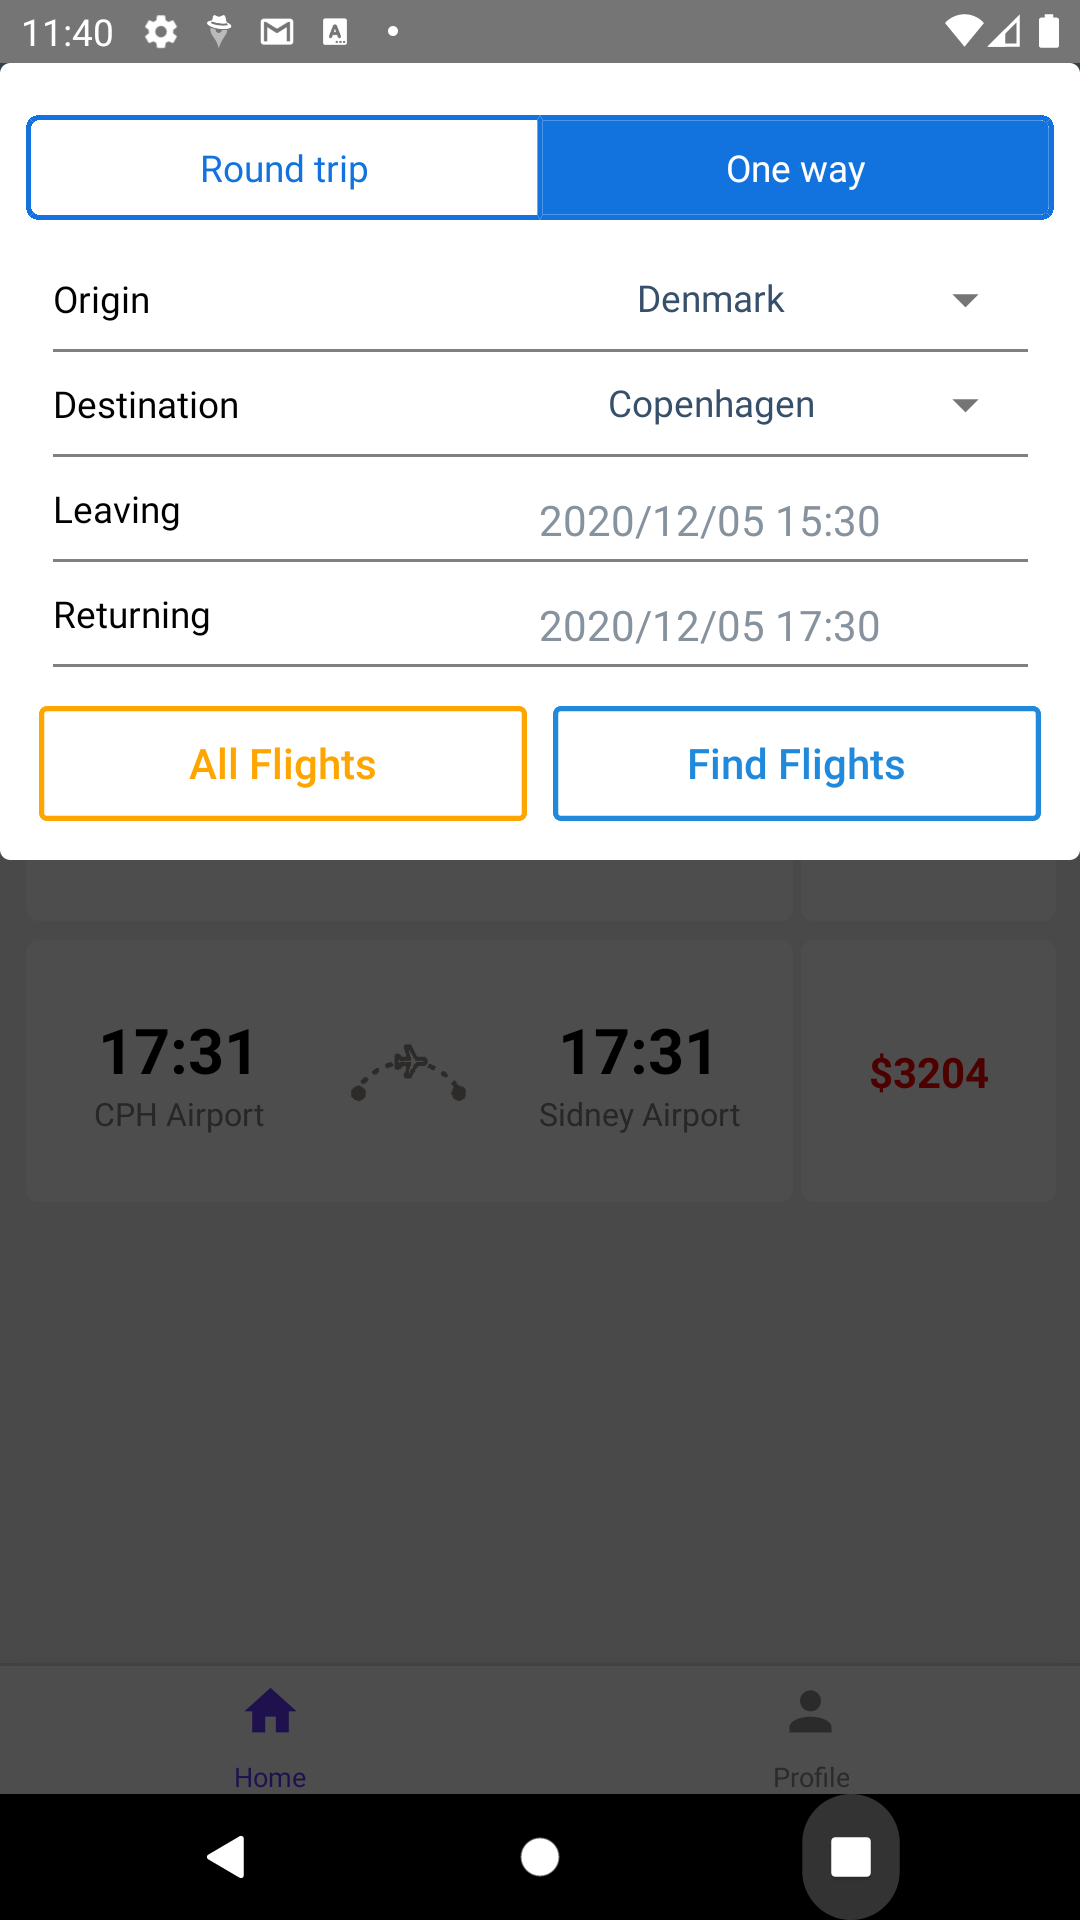 11:40
Round trip
One way
Origin
Denmark
Destination
Copenhagen
Leaving
2020/12/05 15:30
Returning
2020/12/05 17:30
All Flights
Find Flights
17:31
17:31
CPH Airport
Sidney Airport
$3204
Home
Profile